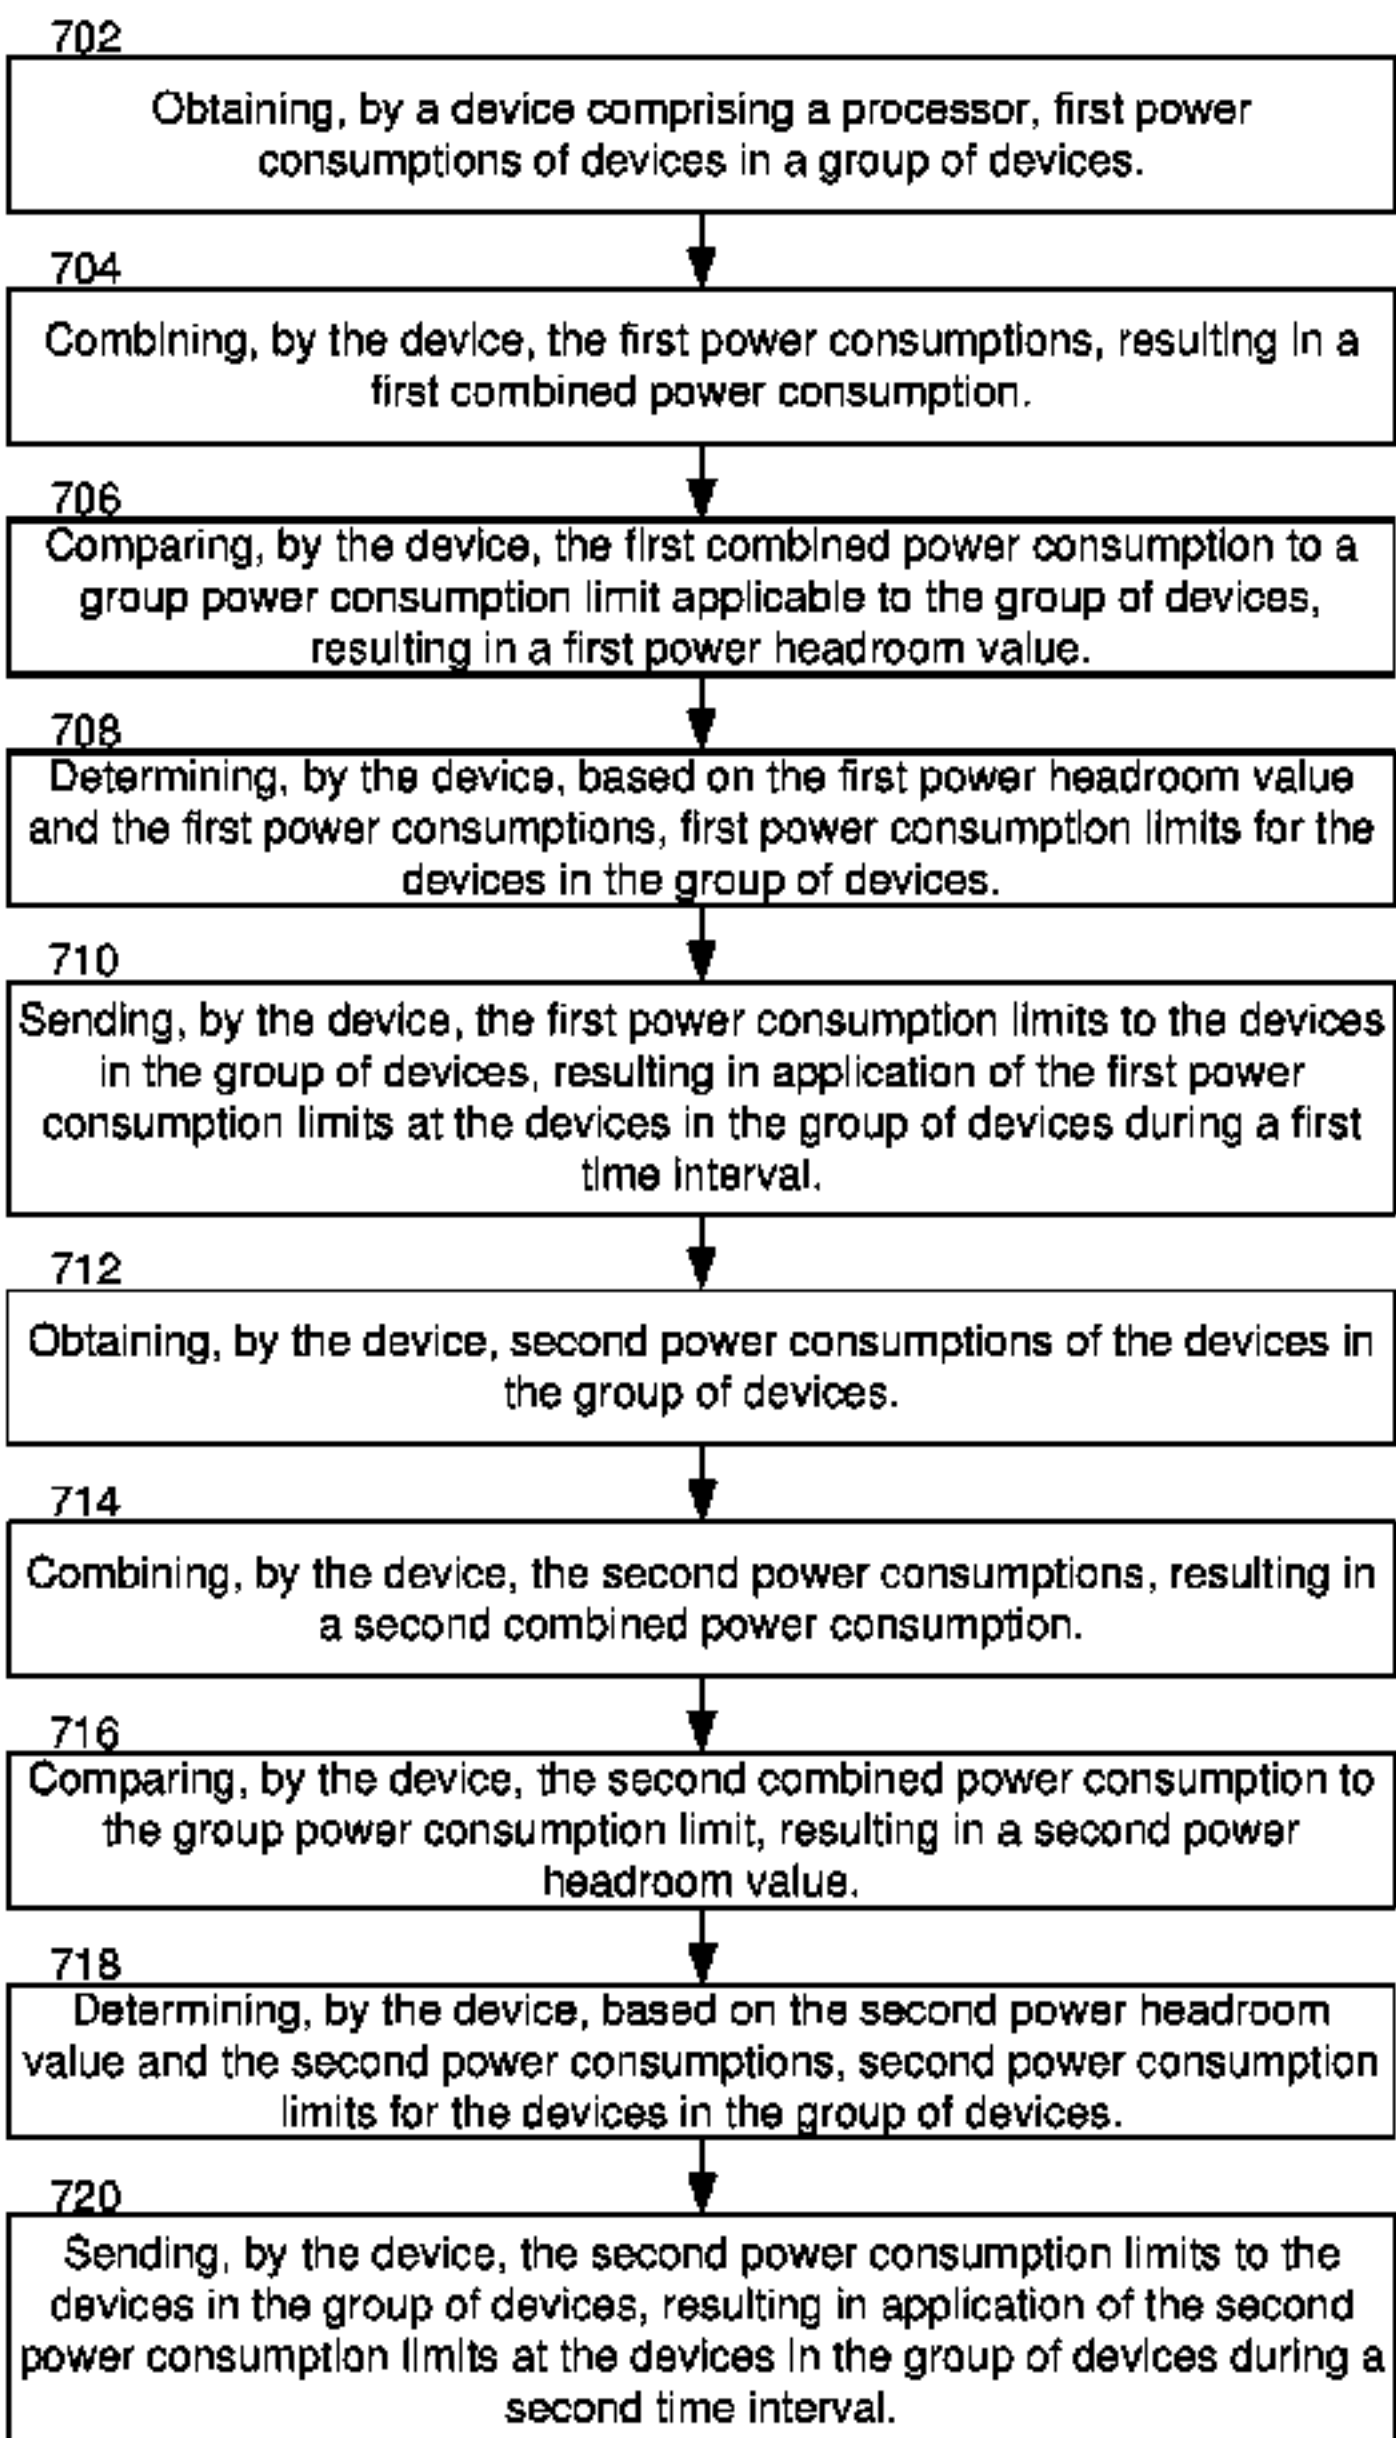 702
Obtaining, by a device comprising a processor, first power
consumptions of devices in a group of devices.
704
Combining, by the device, the first power consumptions, resulting in a
first combined power consumption.
706
Comparing, by the device, the first combined power consumption to a
group power consumption limit applicable to the group of devices,
resulting in a first power headroom value.
708
Determining, by the device, based on the first power headroom value
and the first power consumptions, first power consumption limits for the
devices in the group of devices.
710
Sending, by the device, the first power consumption limits to the devices
in the group of devices, resulting in application of the first power
consumption limits at the devices in the group of devices during a first
time interval.
712
Obtaining, by the device, second power consumptions of the devices in
the group of devices.
714
Combining, by the device, the second power consumptions, resulting in
a second combined power consumption.
716
Comparing, by the device, the second combined power consumption to
the group power consumption limit, resulting in a second power
headroom value.
718
Determining, by the device, based on the second power headroom
value and the second power consumptions, second power consumption
limits for the devices in the group of devices.
720
Sending, by the device, the second power consumption limits to the
devices in the group of devices, resulting in application of the second
power consumption limits at the devices in the group of devices during a
second time interval.